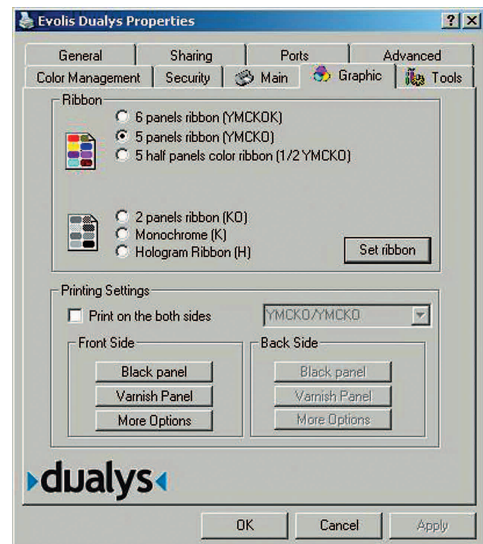 Evolis Dualys Properties
General Sharing Ports Advanced
Color Management Security Main Graphic Tools
Ribbon
6 panels ribbon (YMCKOK)
5 panels ribbon (YMCKO)
5 half panels color ribbon (1/2 YMCKO)
2 panels ribbon (KO)
Monochrome (K)
Hologram Ribbon (H)
Set ribbon
Printing Settings
Print on the both sides
YMCKO/YMCKO
Front Side
Black panel
Varnish Panel
More Options
Back Side
Black panel
Varnish Panel
More Options
dualys
OK Cancel Apply